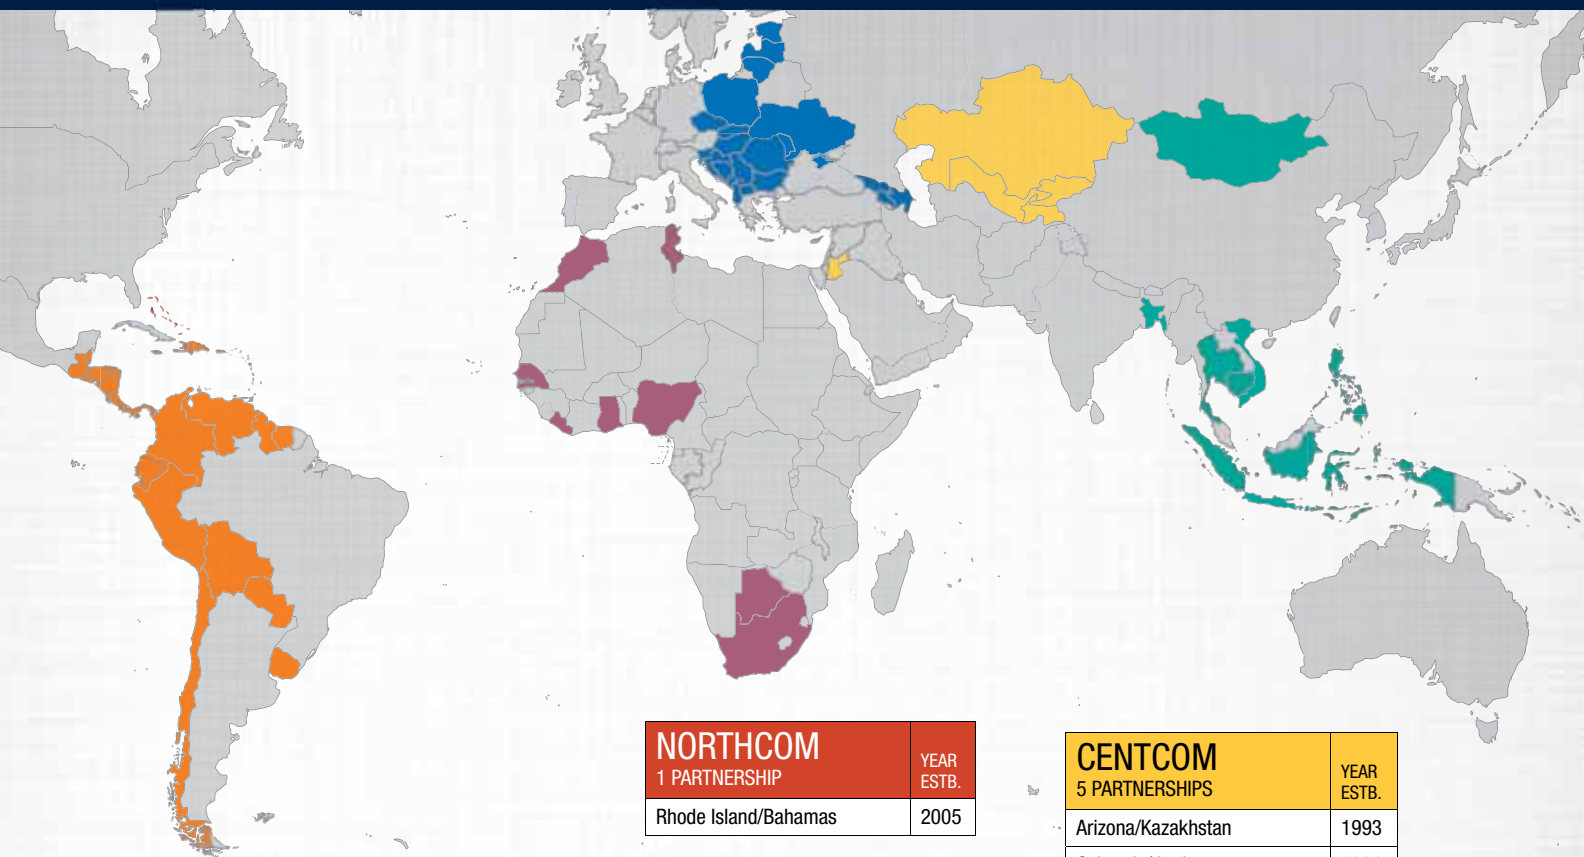 NORTHCOM
1 PARTNERSHIP
YEAR
ESTB.
Rhode Island/Bahamas 2005
CENTCOM
5 PARTNERSHIPS
YEAR
ESTB.
Arizona/Kazakhstan 1993